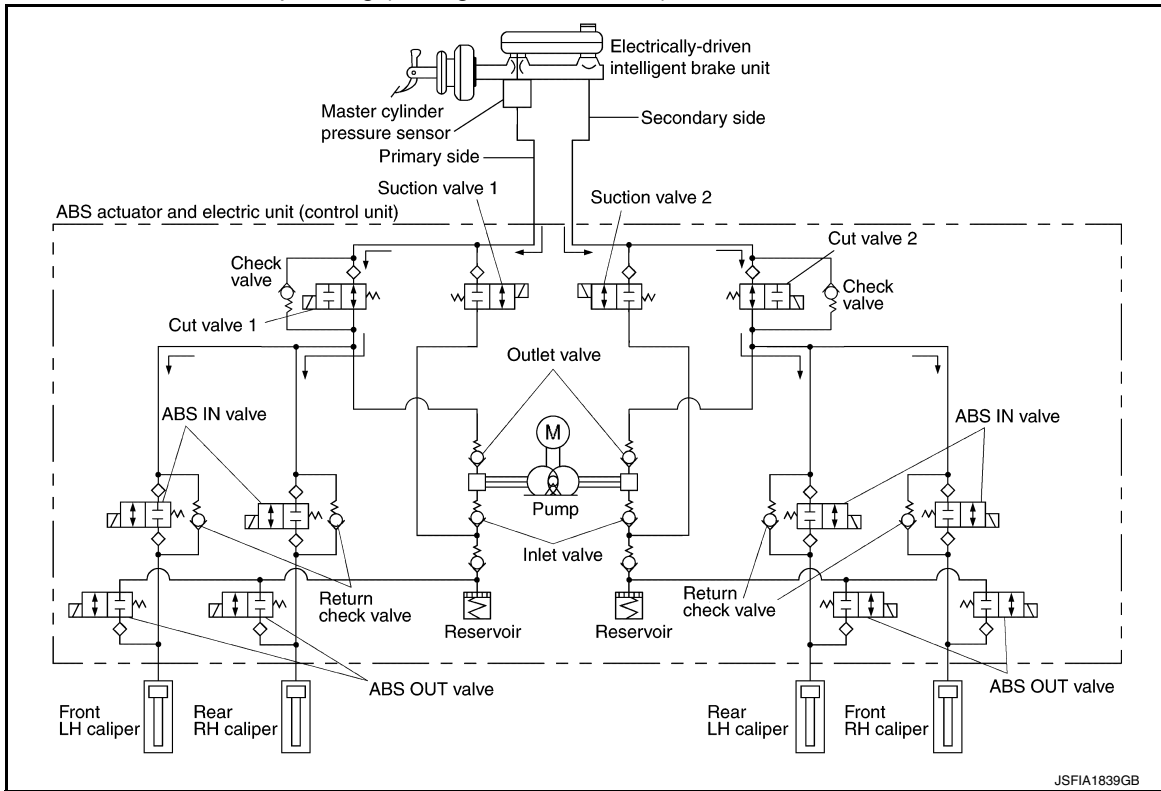 Electrically-driven
intelligent brake unit
Master cylinder
pressure sensor
Secondary side
Primary side
Suction valve 1
Suction valve 2
ABS actuator and electric unit (control unit)
Cut valve 2
Check
valve
Check
valve
Cut valve 1
Outlet valve
ABS IN valve
ABS IN valve
M
Pump
Inlet valve
Return
check valve
Return
check valve
Reservoir
Reservoir
ABS OUT valve
ABS OUT valve
Front
LH caliper
Rear
RH caliper
Rear
LH caliper
Front
RH caliper
JSFIA1839GB